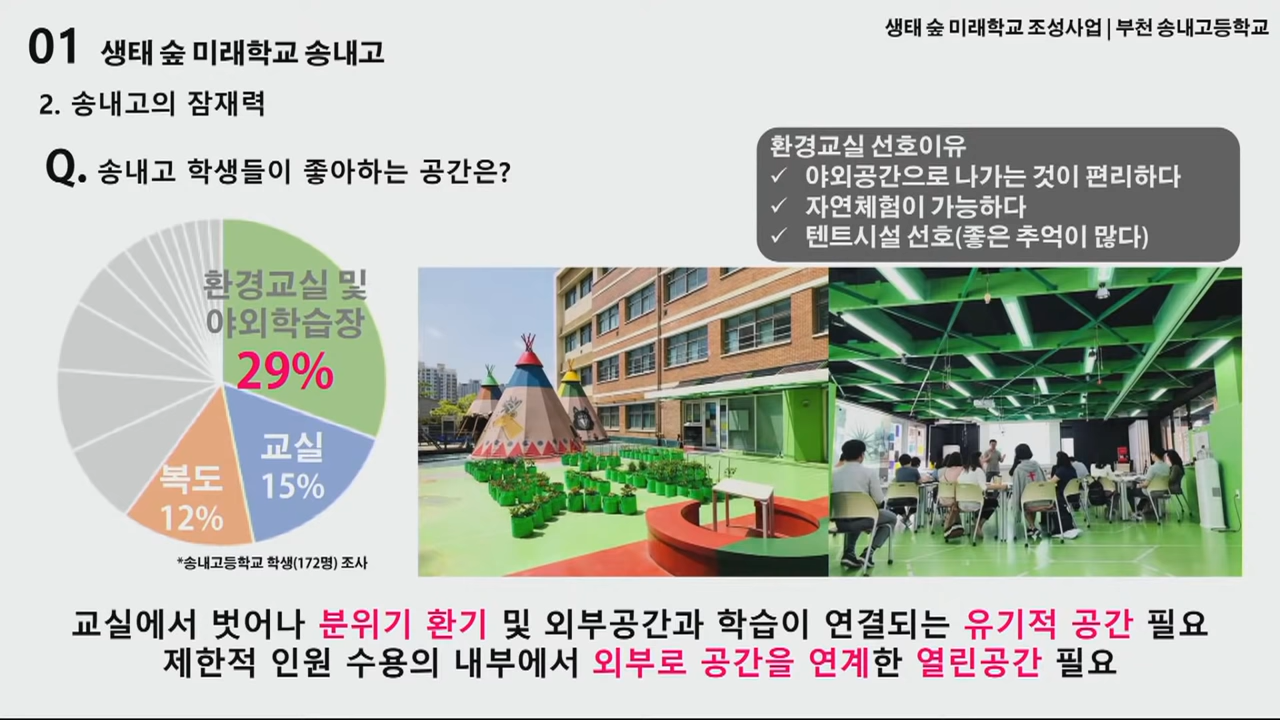 01 생태 숲 미래학교 송내고
생태 숲 미래학교 조성사업 | 부천 송내고등학교
2. 송내고의 잠재력
Q. 송내고 학생들이 좋아하는 공간은?
환경교실 선호이유
✓ 야외공간으로 나가는 것이 편리하다
✓ 자연체험이 가능하다
✓ 텐트시설 선호(좋은 추억이 많다)
환경교실 및
야외학습장
29%
교실
15%
복도
12%
*송내고등학교 학생(172명) 조사
교실에서 벗어나 분위기 환기 및 외부공간과 학습이 연결되는 유기적 공간 필요
제한적 인원 수용의 내부에서 외부로 공간을 연계한 열린공간 필요